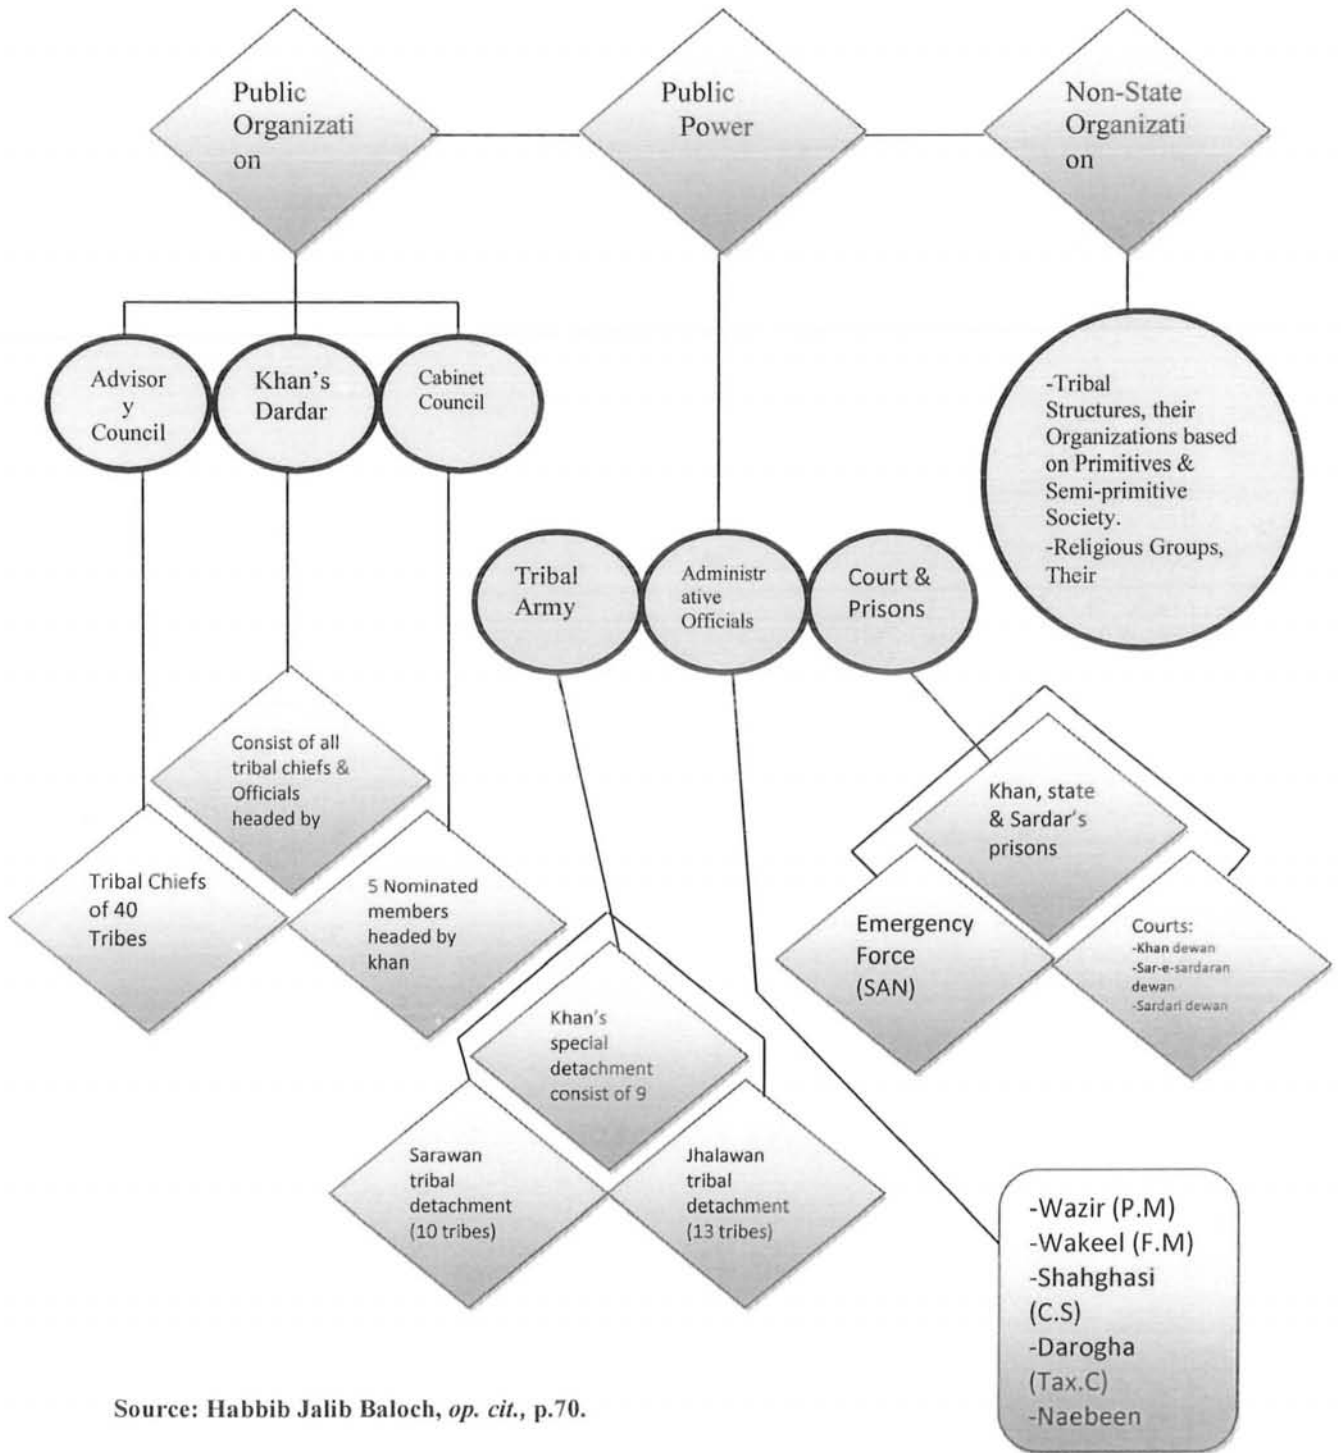 Public
Organizati
on
Public
Power
Non-State
Organizati
on
Advisor
y
Council
Khan's
Dardar
Cabinet
Council
-Tribal
Structures, their
Organizations based
on Primitives &
Semi-primitive
Society.
-Religious Groups,
Their
Tribal
Army
Administr
ative
Officials
Court &
Prisons
Consist of all
tribal chiefs &
Officials
headed by
Tribal Chiefs
of 40
Tribes
5 Nominated
members
headed by
khan
Khan, state
& Sardar's
prisons
Emergency
Force
(SAN)
Courts:
-Khan dewan
-Sar-e-sardaran
dewan
-Sardari dewan
Khan's
special
detachment
consist of 9
Sarawan
tribal
detachment
(10 tribes)
Jhalawan
tribal
detachment
(13 tribes)
-Wazir (P.M)
-Wakeel (F.M)
-Shahghasi
(C.S)
-Darogha
(Tax.C)
-Naebeen
Source: Habbib Jalib Baloch, op. cit., p.70.